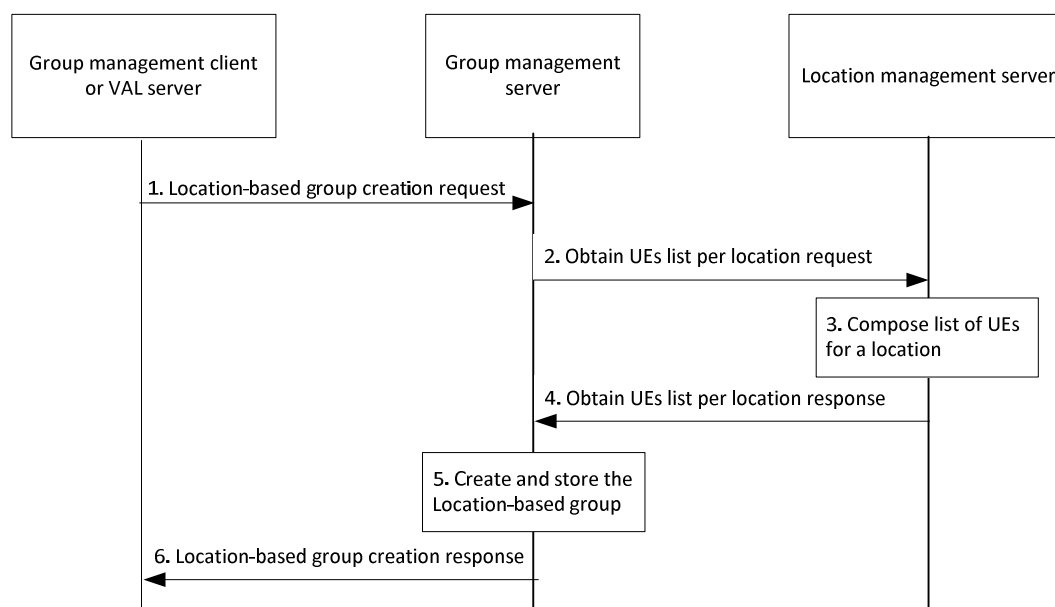 Group management client
or VAL server
Group management
server
Location management server
1. Location-based group creation request
2. Obtain UEs list per location request
3. Compose list of UEs
for a location
4. Obtain UEs list per location response
5. Create and store the
Location-based group
6. Location-based group creation response